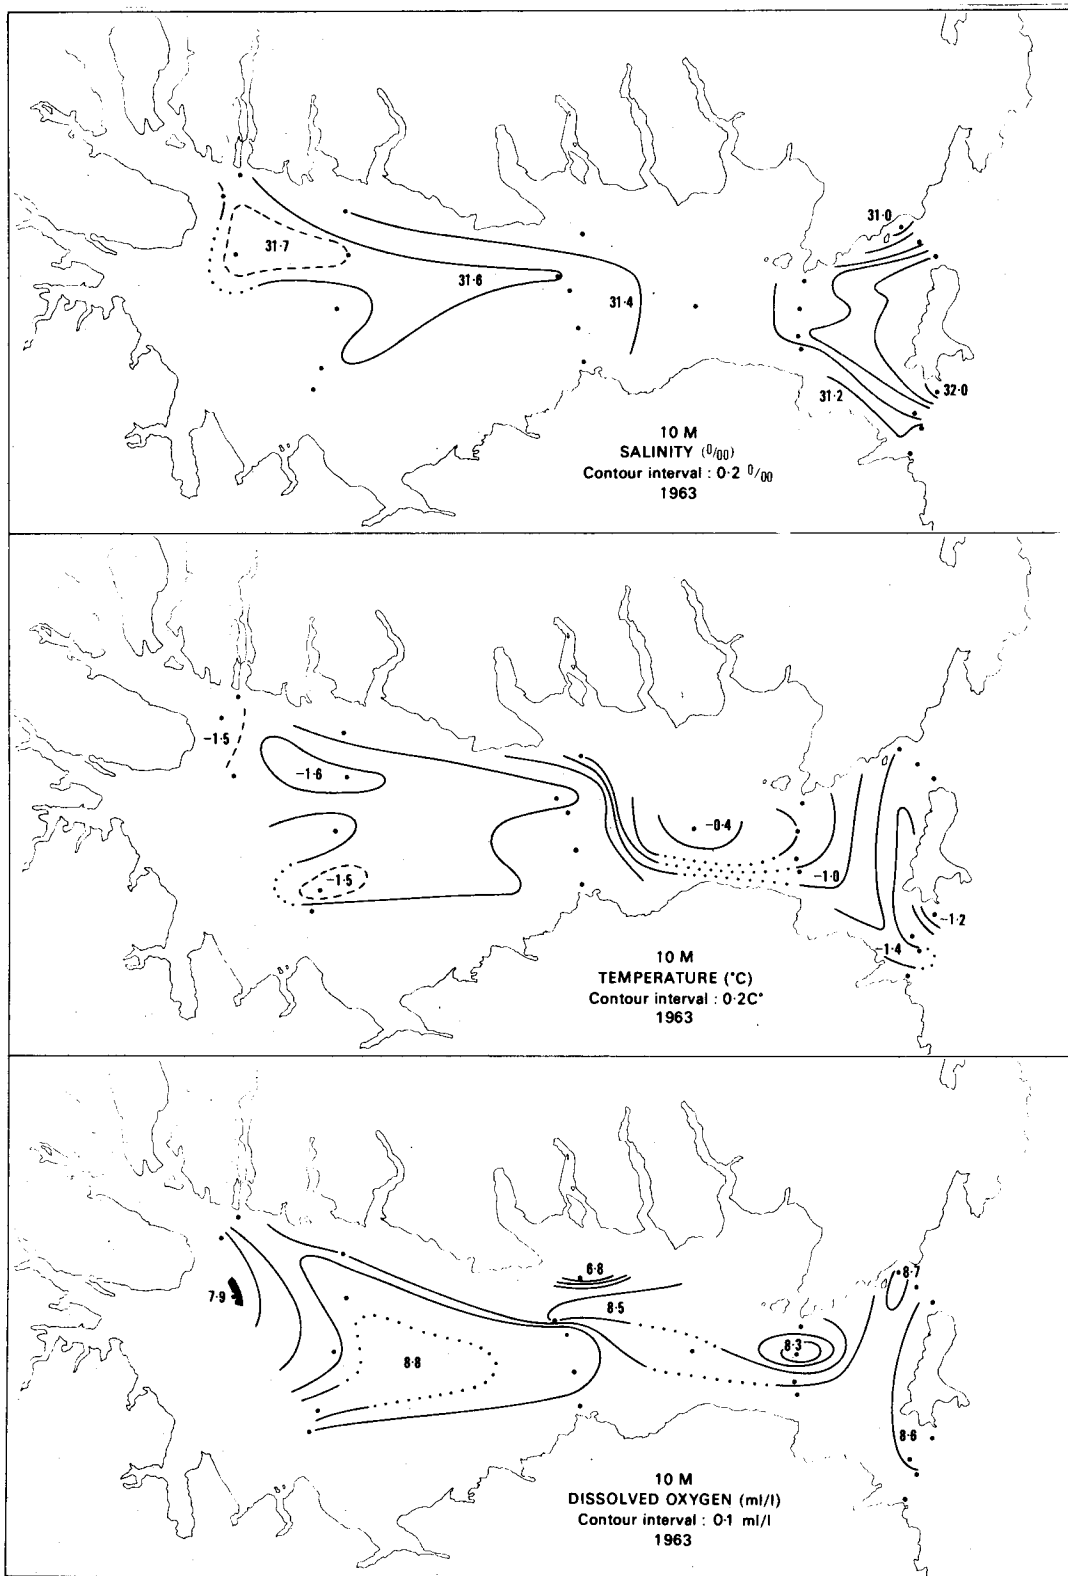 31·0
31·7
31·6
31·4
31·2
32·0
10 M
SALINITY (0/00)
Contour interval : 0·2 0/00
1963
−1·5
−1·6
−0·4
−1·5
−1·0
−1·2
−1·4
10 M
TEMPERATURE (°C)
Contour interval : 0·2C°
1963
6·8
8·7
7·9
8·5
8·3
8·8
8·6
10 M
DISSOLVED OXYGEN (ml/l)
Contour interval : 0·1 ml/l
1963